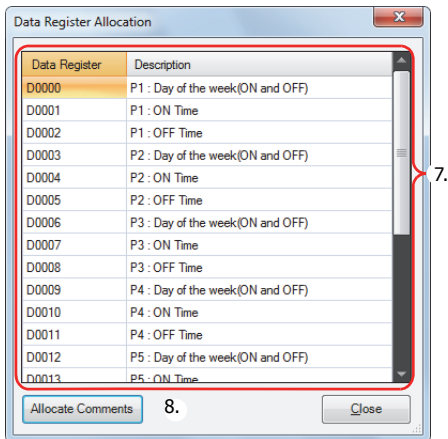 Data Register Allocation
x
Data Register Description
D0000 P1 : Day of the week(ON and OFF)
D0001 P1 : ON Time
D0002 P1 : OFF Time
D0003 P2 : Day of the week(ON and OFF)
D0004 P2 : ON Time
D0005 P2 : OFF Time
7.
D0006 P3 : Day of the week(ON and OFF)
D0007 P3 : ON Time
D0008 P3 : OFF Time
D0009 P4 : Day of the week(ON and OFF)
D0010 P4 : ON Time
D0011 P4 : OFF Time
D0012 P5 : Day of the week(ON and OFF)
D0013 P5 : ON Time
Allocate Comments 8. Close